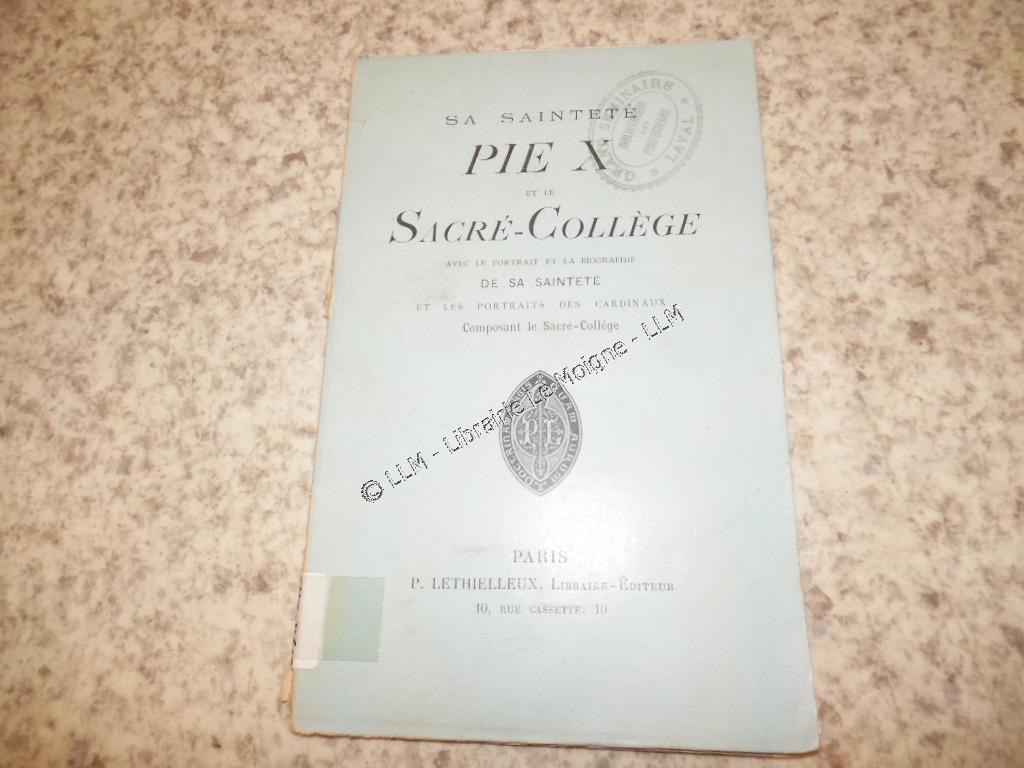 SA SAINTETÉ
PIE X
ET LE
SACRÉ-COLLÈGE
AVEC LE PORTRAIT ET LA BIOGRAPHIE
DE SA SAINTETÉ
ET LES PORTRAITS DES CARDINAUX
Composant le Sacré-Collège
GRAND SÉMINAIRE * LAVAL *
DES PROFESSEURS
© LLM - Librairie Le Moigne - LLM
P. L.
PARIS
P. LETHIELLEUX, LIBRAIRE-ÉDITEUR
10, RUE CASSETTE, 10